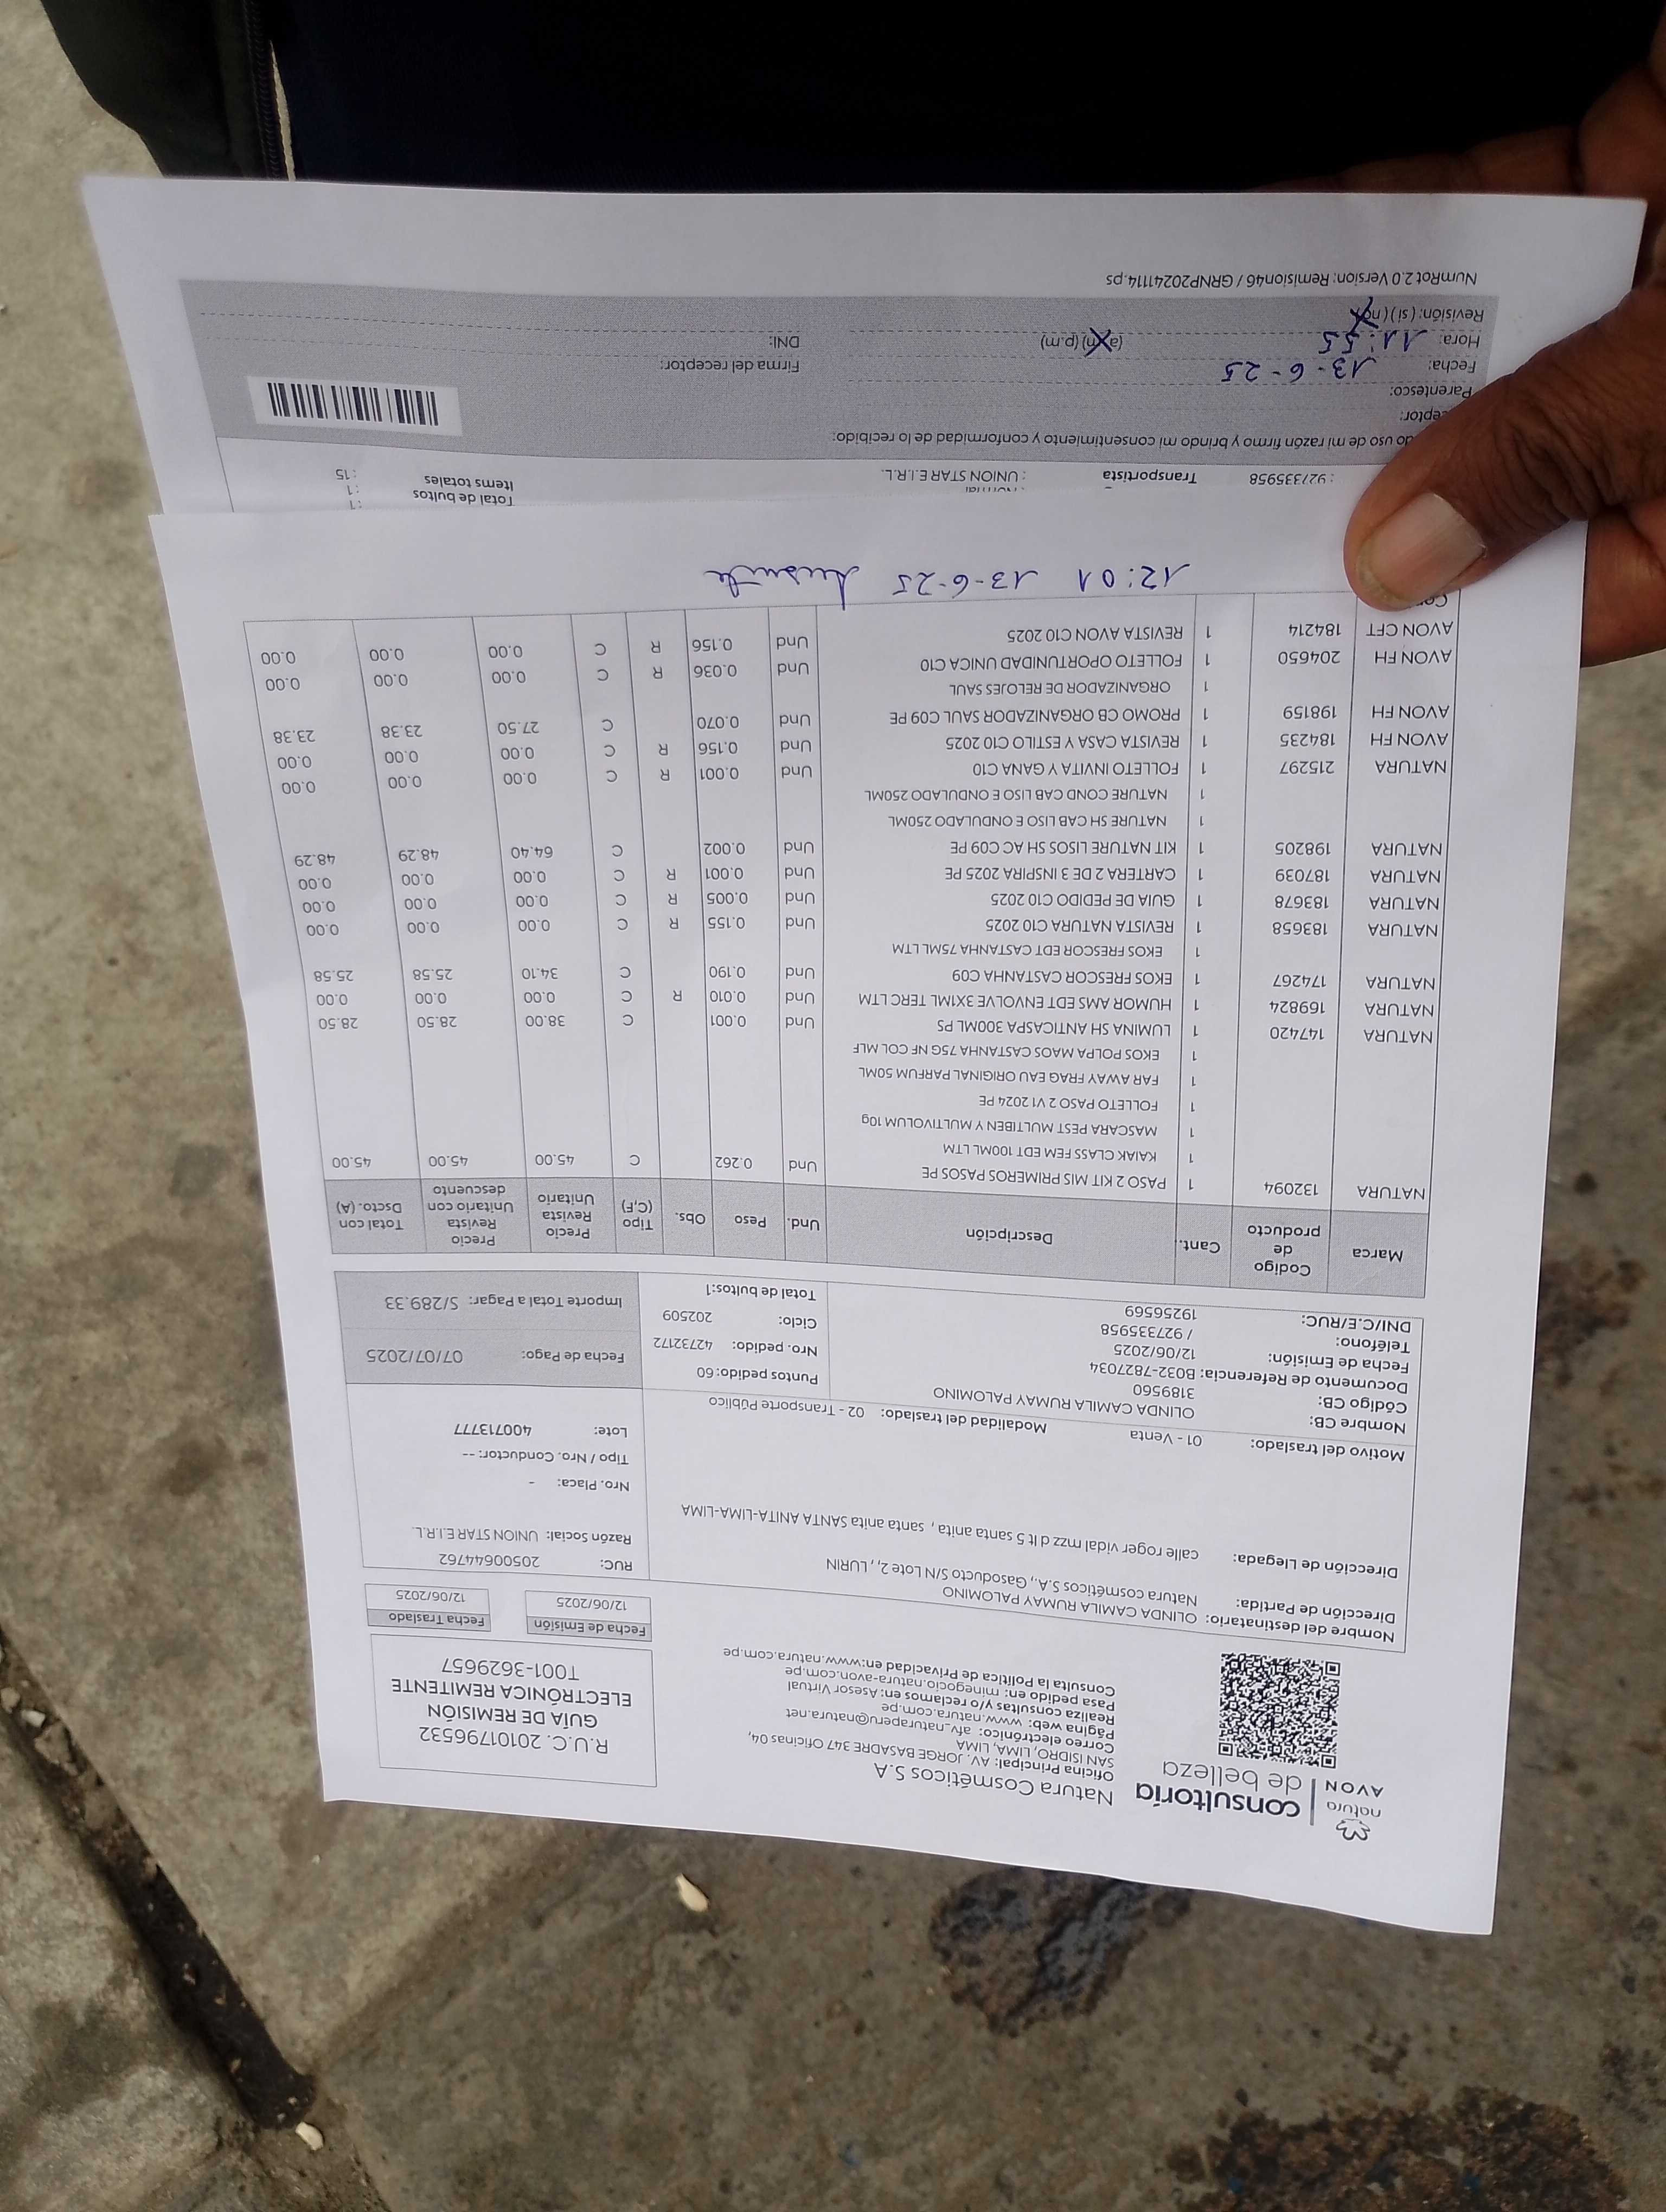 natura
AVON
consultoría
de belleza
Natura Cosméticos S.A
Oficina Principal: AV. JORGE BASADRE 347 Oficinas 04,
SAN ISIDRO, LIMA, LIMA
Correo electrónico: afv_naturaperu@natura.net
Página web: www.natura.com.pe
Realiza consultas y/o reclamos en: Asesor Virtual
Pasa pedido en: minegocio.natura-avon.com.pe
Consulta la Política de Privacidad en:www.natura.com.pe
R.U.C. 20101796532
GUÍA DE REMISIÓN
ELECTRÓNICA REMITENTE
T001-3629657
Fecha de Emisión
12/06/2025
Fecha Traslado
12/06/2025
Nombre del destinatario: OLINDA CAMILA RUMAY PALOMINO
Dirección de Partida: Natura cosméticos S.A., Gasoducto S/N Lote 2, , LURIN
Dirección de Llegada: calle roger vidal mzz d lt 5 santa anita , santa anita SANTA ANITA-LIMA-LIMA
RUC: 20500644762
Razón Social: UNION STAR E.I.R.L.
Nro. Placa: -
Tipo / Nro. Conductor: --
Lote: 400713777
Motivo del traslado: 01 - Venta Modalidad del traslado: 02 - Transporte Público
Nombre CB: OLINDA CAMILA RUMAY PALOMINO
Código CB: 3189560
Documento de Referencia: B032-7827034
Fecha de Emisión: 12/06/2025
Teléfono: / 927335958
DNI/C.E/RUC: 19256569
Puntos pedido: 60
Nro. pedido: 42732172
Ciclo: 202509
Total de bultos:1
Fecha de Pago: 07/07/2025
Importe Total a Pagar: S/289.33
Marca Codigo de producto Cant. Descripción Und. Peso Obs. Tipo (C,F) Precio Revista Unitario Precio Revista Unitario con descuento Total con Dscto. (A)
NATURA 132094 1 PASO 2 KIT MIS PRIMEROS PASOS PE Und 0.262 C 45.00 45.00 45.00
1 KAIAK CLASS FEM EDT 100ML LTM
1 MASCARA PEST MULTIBEN Y MULTIVOLUM 10g
1 FOLLETO PASO 2 V1 2024 PE
1 FAR AWAY FRAG EAU ORIGINAL PARFUM 50ML
1 EKOS POLPA MAOS CASTANHA 75G NF COL MLF
NATURA 147420 1 LUMINA SH ANTICASPA 300ML PS Und 0.001 C 38.00 28.50 28.50
NATURA 169824 1 HUMOR AMS EDT ENVOLVE 3X1ML TERC LTM Und 0.010 R C 0.00 0.00 0.00
NATURA 174267 1 EKOS FRESCOR CASTANHA C09 Und 0.190 C 34.10 25.58 25.58
1 EKOS FRESCOR EDT CASTANHA 75ML LTM
NATURA 183658 1 REVISTA NATURA C10 2025 Und 0.155 R C 0.00 0.00 0.00
NATURA 183678 1 GUIA DE PEDIDO C10 2025 Und 0.005 R C 0.00 0.00 0.00
NATURA 187039 1 CARTERA 2 DE 3 INSPIRA 2025 PE Und 0.001 R C 0.00 0.00 0.00
NATURA 198205 1 KIT NATURE LISOS SH AC C09 PE Und 0.002 C 64.40 48.29 48.29
1 NATURE SH CAB LISO E ONDULADO 250ML
1 NATURE COND CAB LISO E ONDULADO 250ML
NATURA 215297 1 FOLLETO INVITA Y GANA C10 Und 0.001 R C 0.00 0.00 0.00
AVON FH 184235 1 REVISTA CASA Y ESTILO C10 2025 Und 0.156 R C 0.00 0.00 0.00
AVON FH 198159 1 PROMO CB ORGANIZADOR SAUL C09 PE Und 0.070 C 27.50 23.38 23.38
1 ORGANIZADOR DE RELOJES SAUL
AVON FH 204650 1 FOLLETO OPORTUNIDAD UNICA C10 Und 0.036 R C 0.00 0.00 0.00
AVON CFT 184214 1 REVISTA AVON C10 2025 Und 0.156 R C 0.00 0.00 0.00
12:01 13-6-25
: 927335958 Transportista : UNION STAR E.I.R.L.
: 1
Total de bultos : 1
Items totales : 15
do uso de mi razón firmo y brindo mi consentimiento y conformidad de lo recibido:
ceptor:
Parentesco:
Fecha: 13-6-25
Hora: 11:55 (a.m) (p.m)
Revisión: (si) (no)
Firma del receptor:
DNI:
NumRot 2.0 Version: Remision46 / GRNP20241114.ps